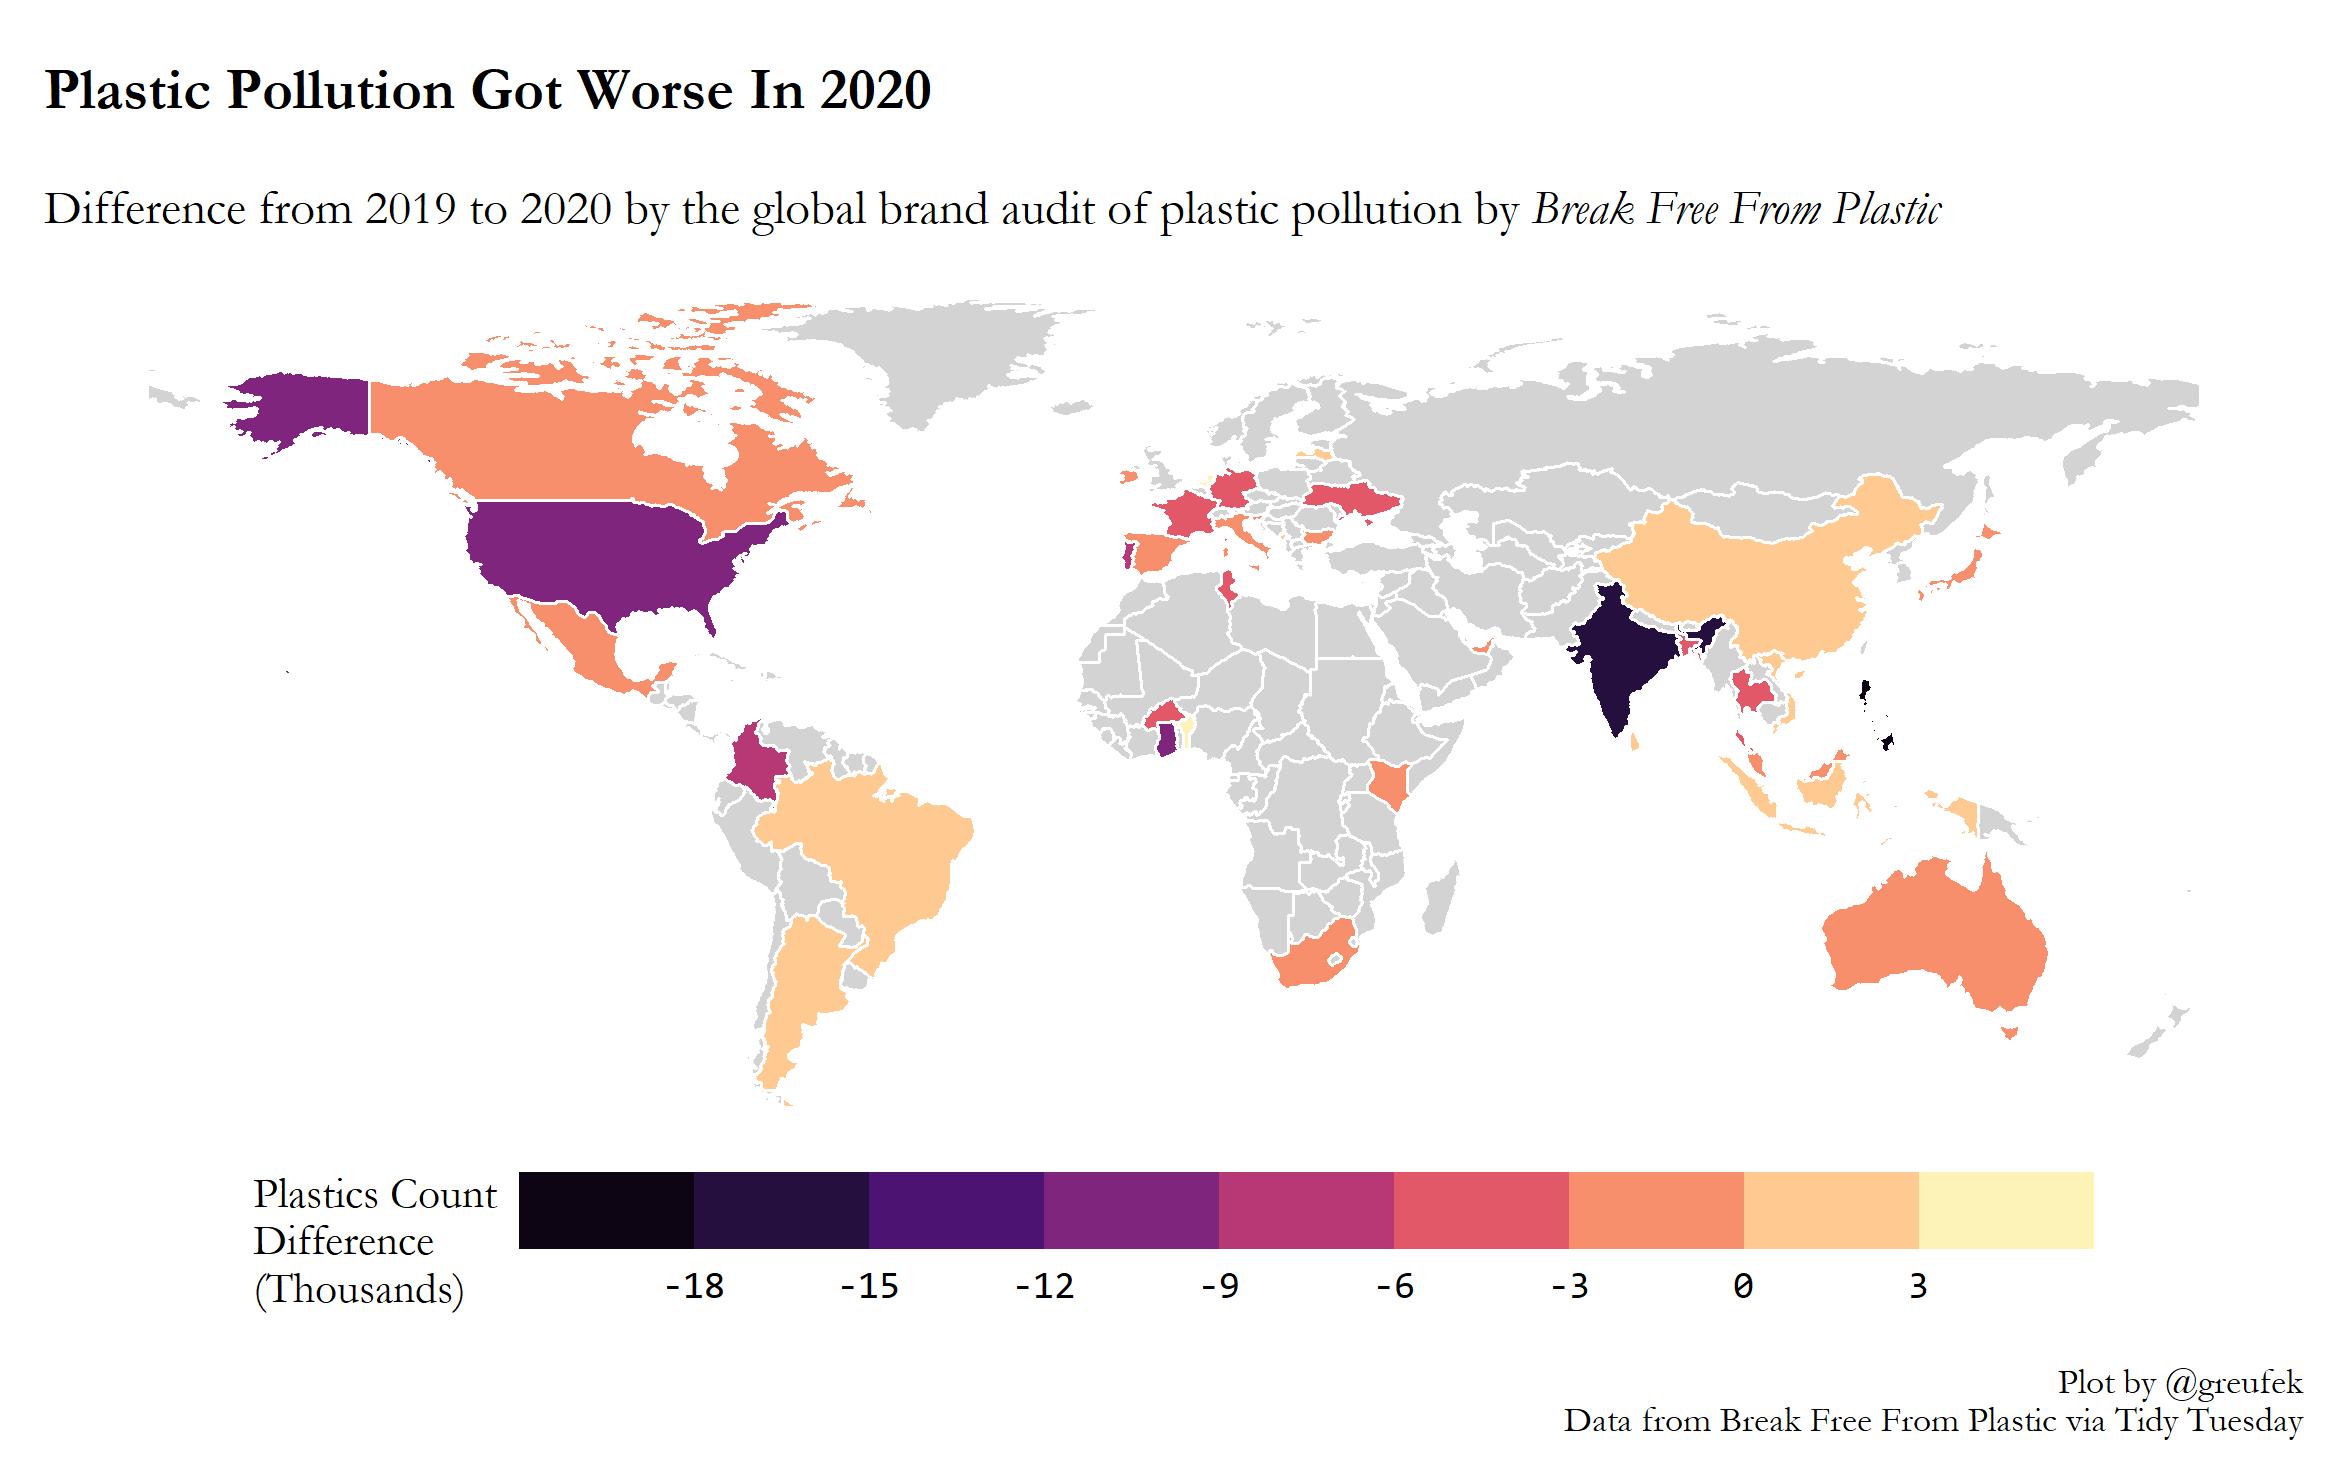 Plastic Pollution Got Worse In 2020
Difference from 2019 to 2020 by the global brand audit of plastic pollution by Break Free From Plastic
Plastics Count
Difference
(Thousands)
-18 -15 -12 -9 -6 -3 0 3
Plot by @greufek
Data from Break Free From Plastic via Tidy Tuesday